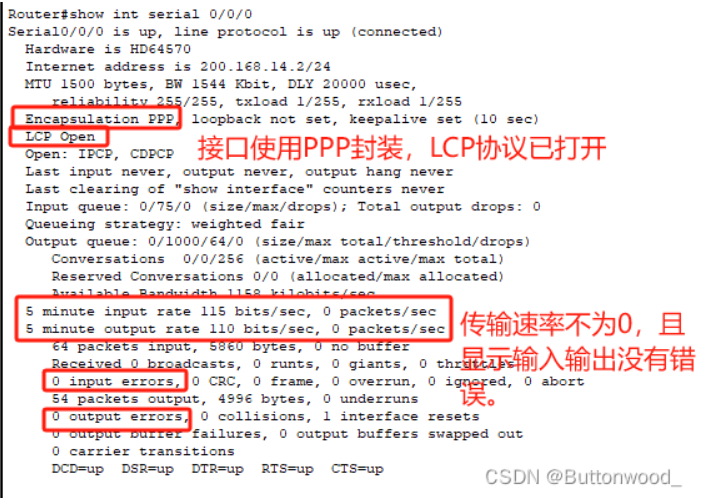 Router#show int serial 0/0/0
Serial0/0/0 is up, line protocol is up (connected)
Hardware is HD64570
Internet address is 200.168.14.2/24
MTU 1500 bytes, BW 1544 Kbit, DLY 20000 usec,
reliability 255/255, txload 1/255, rxload 1/255
Encapsulation PPP, loopback not set, keepalive set (10 sec)
LCP Open
Open: IPCP, CDPCP
接口使用PPP封装，LCP协议已打开
Last input never, output never, output hang never
Last clearing of "show interface" counters never
Input queue: 0/75/0 (size/max/drops); Total output drops: 0
Queueing strategy: weighted fair
Output queue: 0/1000/64/0 (size/max total/threshold/drops)
Conversations 0/0/256 (active/max active/max total)
Reserved Conversations 0/0 (allocated/max allocated)
Available Bandwidth 1158 kilobits/sec
5 minute input rate 115 bits/sec, 0 packets/sec
5 minute output rate 110 bits/sec, 0 packets/sec
传输速率不为0，且
显示输入输出没有错
误。
64 packets input, 5860 bytes, 0 no buffer
Received 0 broadcasts, 0 runts, 0 giants, 0 throttles
0 input errors, 0 CRC, 0 frame, 0 overrun, 0 ignored, 0 abort
54 packets output, 4996 bytes, 0 underruns
0 output errors, 0 collisions, 1 interface resets
0 output buffer failures, 0 output buffers swapped out
0 carrier transitions
DCD=up DSR=up DTR=up RTS=up CTS=up
CSDN @Buttonwood_